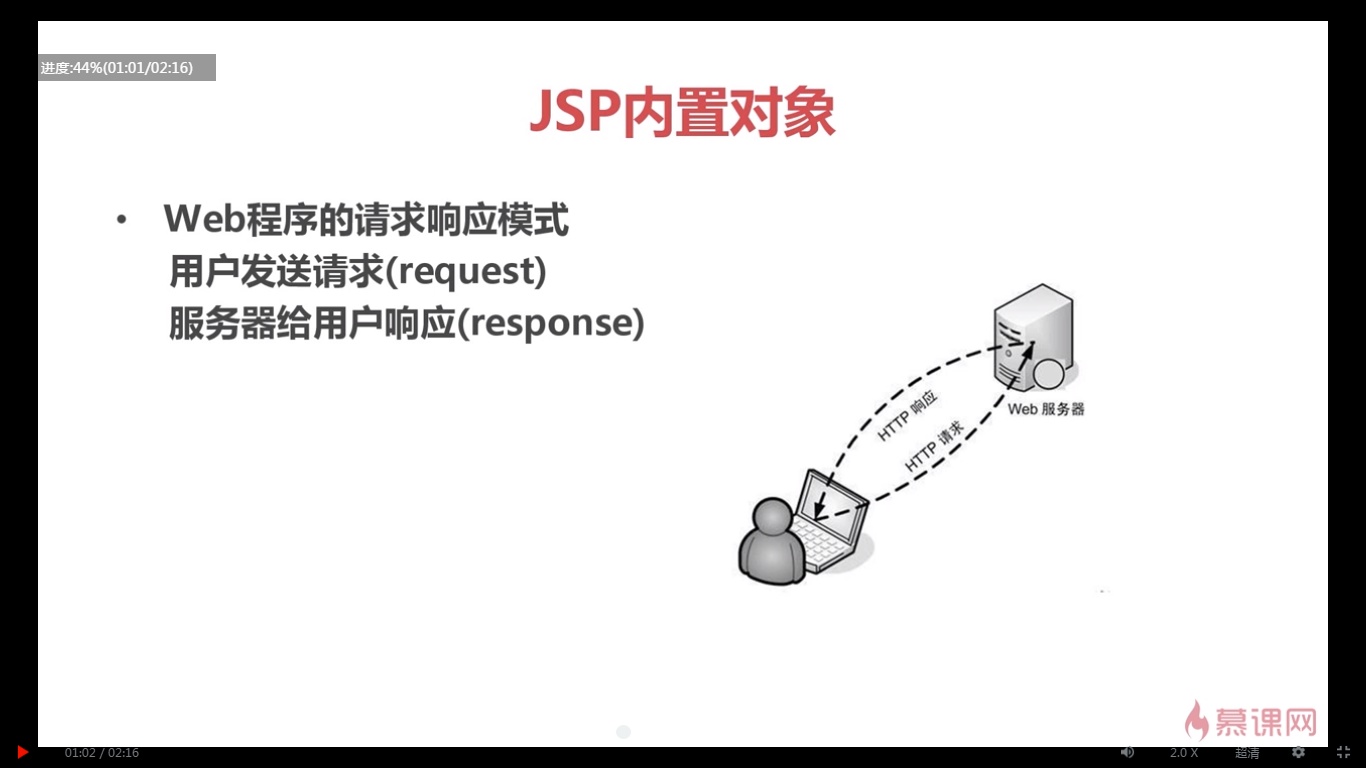 进度:44%(01:01/02:16)
JSP内置对象
• Web程序的请求响应模式
用户发送请求(request)
服务器给用户响应(response)
Web 服务器
HTTP 响应
HTTP 请求
慕课网
01:02 / 02:16
2.0 X
超清